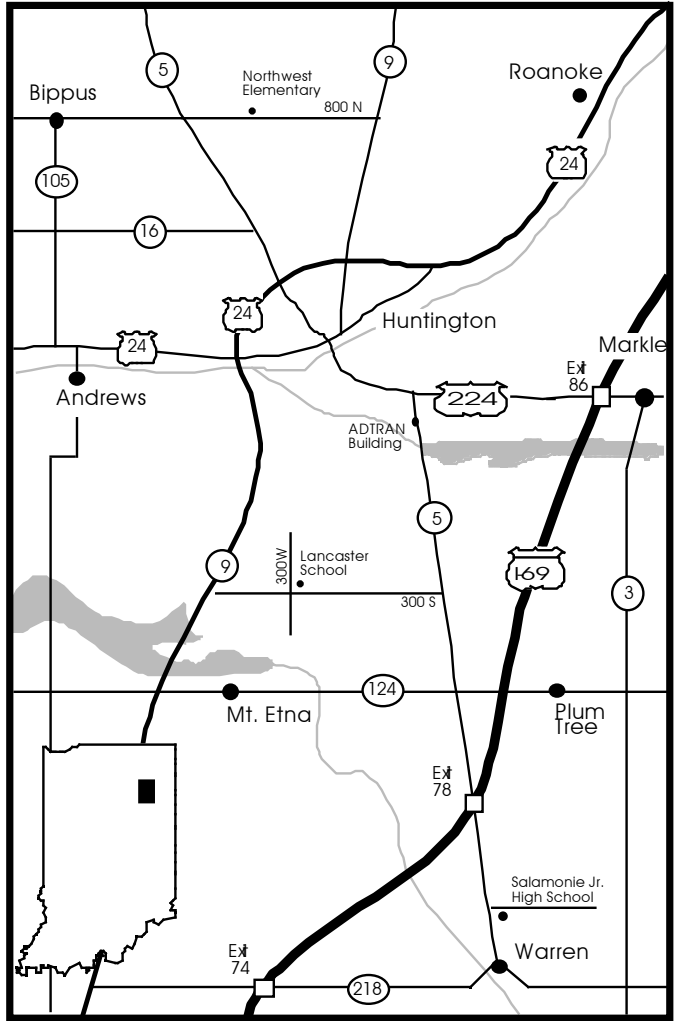 5
9
Northwest
Elementary
Roanoke
Bippus
800 N
24
105
16
24
Huntington
24
Markle
Exit
86
Andrews
224
ADTRAN
Building
5
300W
Lancaster
School
9
I-69
300 S
3
124
Mt. Etna
Plum
Tree
Exit
78
Salamonie Jr.
High School
Exit
74
Warren
218